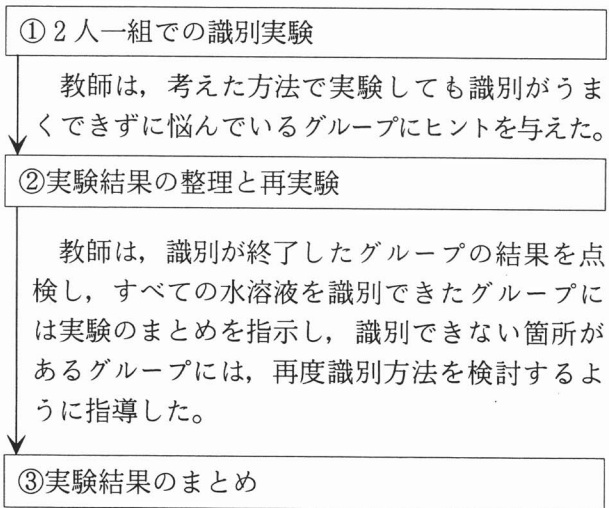 ①2人一組での識別実験
教師は，考えた方法で実験しても識別がうま
くできずに悩んでいるグループにヒントを与えた。
②実験結果の整理と再実験
教師は，識別が終了したグループの結果を点
検し，すべての水溶液を識別できたグループに
は実験のまとめを指示し，識別できない箇所が
あるグループには，再度識別方法を検討するよ
うに指導した。
③実験結果のまとめ